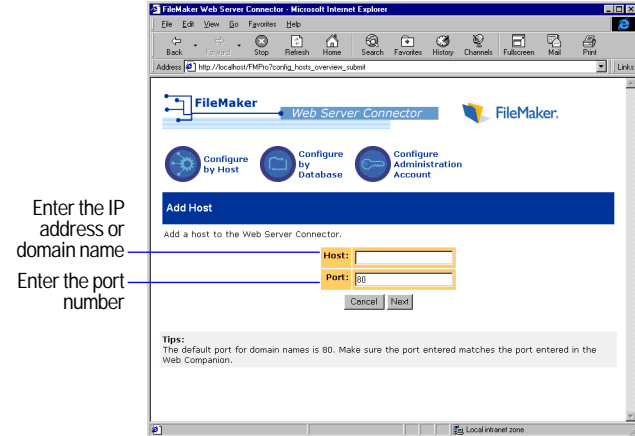 FileMaker Web Server Connector - Microsoft Internet Explorer
File Edit View Go Favorites Help
Back Forward Stop Refresh Home Search Favorites History Channels Fullscreen Mail Print
Address http://localhost/FMPro?config_hosts_overview_submit Links
FileMaker
Web Server Connector
FileMaker.
Configure by Host
Configure by Database
Configure Administration Account
Add Host
Add a host to the Web Server Connector.
Enter the IP
address or
domain name
Host:
Enter the port
number
Port: 80
Cancel Next
Tips:
The default port for domain names is 80. Make sure the port entered matches the port entered in the
Web Companion.
Local intranet zone